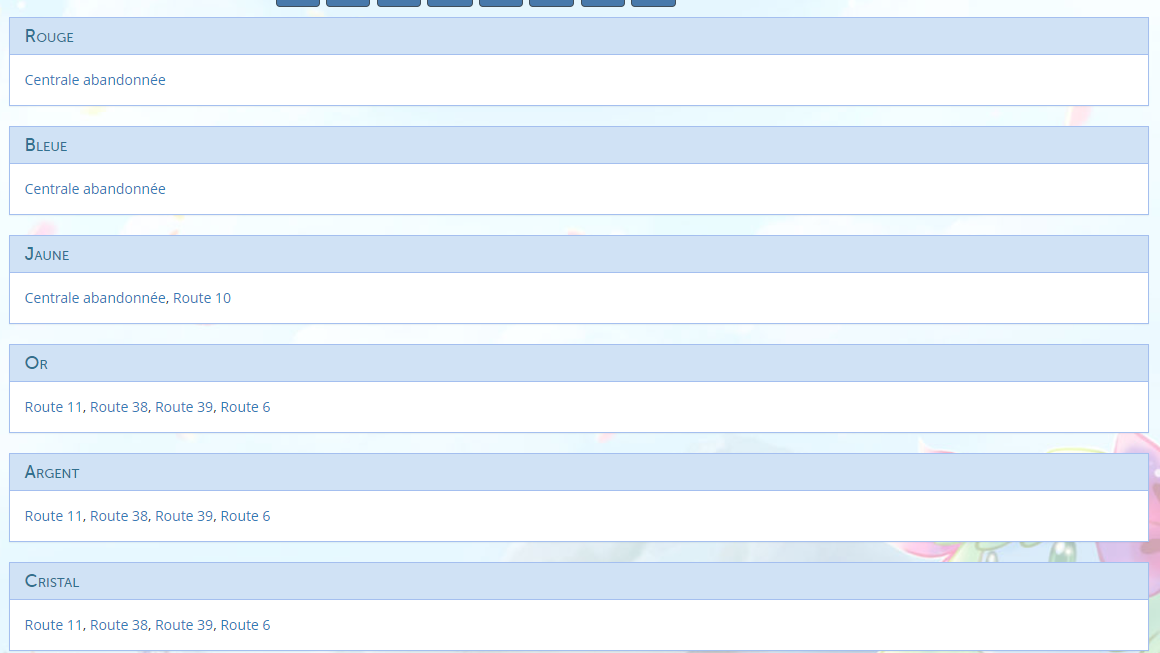 Rouge
Centrale abandonnée
Bleue
Centrale abandonnée
Jaune
Centrale abandonnée, Route 10
Or
Route 11, Route 38, Route 39, Route 6
Argent
Route 11, Route 38, Route 39, Route 6
Cristal
Route 11, Route 38, Route 39, Route 6